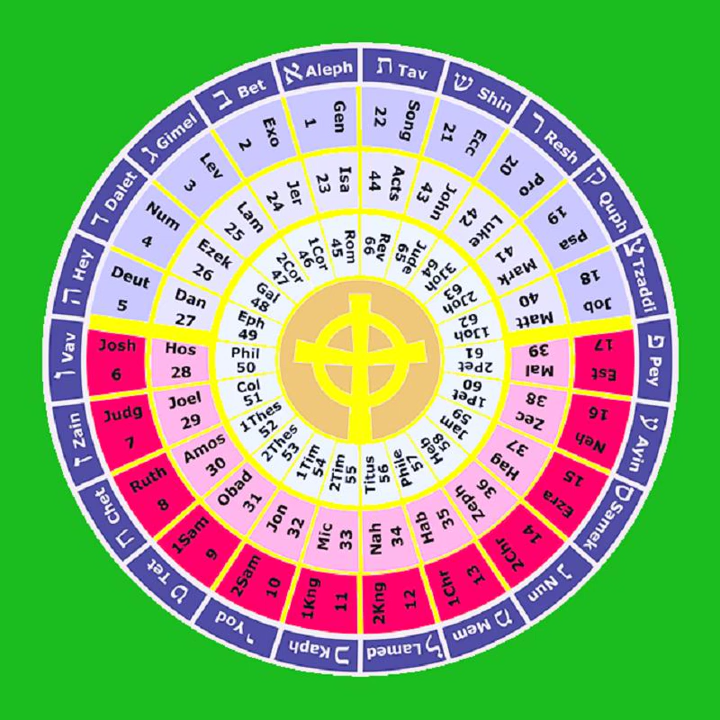 א Aleph
ב Bet
ג Gimel
ד Dalet
ה Hey
ו Vav
ז Zain
ח Chet
ט Tet
י Yod
כ Kaph
ל Lamed
מ Mem
נ Nun
ס Samek
ע Ayin
פ Pey
צ Tzaddi
ק Quph
ר Resh
ש Shin
ת Tav
Gen
1
Exo
2
Lev
3
Num
4
Deut
5
Josh
6
Judg
7
Ruth
8
1Sam
9
2Sam
10
1Kng
11
2Kng
12
1Chr
13
2Chr
14
Ezra
15
Neh
16
Est
17
Job
18
Psa
19
Pro
20
Ecc
21
Song
22
Isa
23
Jer
24
Lam
25
Ezek
26
Dan
27
Hos
28
Joel
29
Amos
30
Obad
31
Jon
32
Mic
33
Nah
34
Hab
35
Zeph
36
Hag
37
Zec
38
Mal
39
Matt
40
Mark
41
Luke
42
John
43
Acts
44
Rom
45
1Cor
46
2Cor
47
Gal
48
Eph
49
Phil
50
Col
51
1Thes
52
2Thes
53
1Tim
54
2Tim
55
Titus
56
Phile
57
Heb
58
Jam
59
1Pet
60
2Pet
61
1Joh
62
2Joh
63
3Joh
64
Jude
65
Rev
66